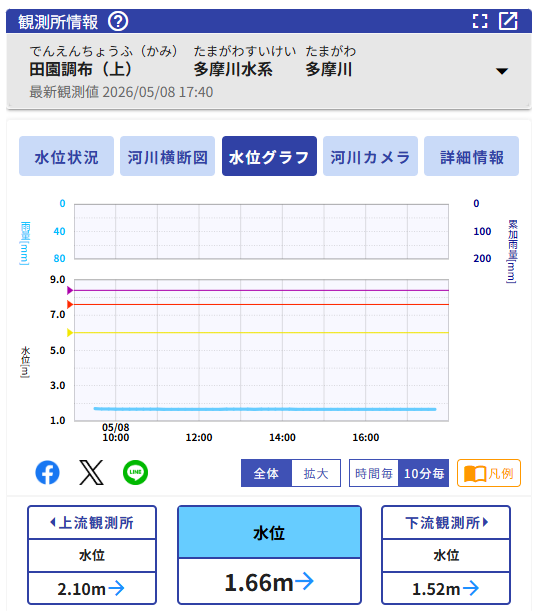 観測所情報 ?
でんえんちょうふ（かみ） たまがわすいけい たまがわ
田園調布（上） 多摩川水系 多摩川
最新観測値 2026/05/08 17:40
水位状況 河川横断図 水位グラフ 河川カメラ 詳細情報
0 0
雨量[mm] 40 100 累加雨量[mm]
80 200
9.0
7.0
水位[m] 5.0
3.0
1.0
05/08
10:00 12:00 14:00 16:00
LINE
全体 拡大 時間毎 10分毎 凡例
上流観測所 水位 下流観測所
水位 水位
2.10m→ 1.66m→ 1.52m→